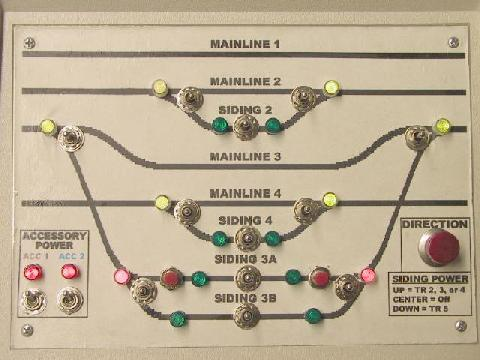 MAINLINE 1
MAINLINE 2
SIDING 2
MAINLINE 3
MAINLINE 4
SIDING 4
SIDING 3A
SIDING 3B
ACCESSORY
POWER
ACC 1 ACC 2
DIRECTION
SIDING POWER
UP = TR 2, 3, or 4
CENTER = Off
DOWN = TR 5